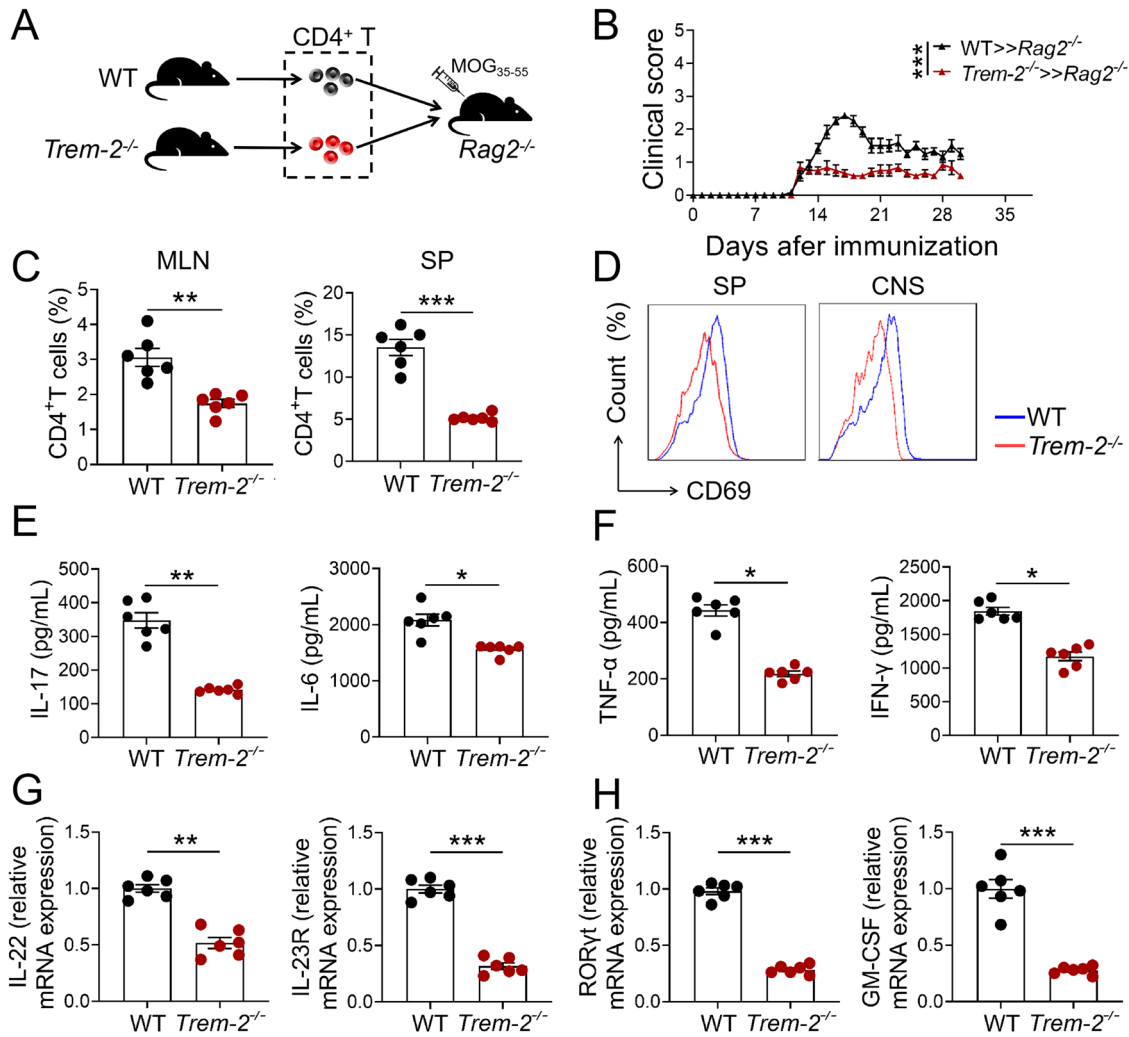 A
CD4⁺ T
WT
MOG₃₅₋₅₅
Trem-2⁻/⁻
Rag2⁻/⁻
B
Clinical score
5
4
3
2
1
0
0 7 14 21 28 35
Days afer immunization
*** WT>>Rag2⁻/⁻
Trem-2⁻/⁻>>Rag2⁻/⁻
C
MLN
CD4⁺T cells (%)
5
4
3
2
1
0
**
WT Trem-2⁻/⁻
SP
CD4⁺T cells (%)
20
15
10
5
0
***
WT Trem-2⁻/⁻
D
SP CNS
Count (%)
CD69
WT
Trem-2⁻/⁻
E
IL-17 (pg/mL)
500
400
300
200
100
0
**
WT Trem-2⁻/⁻
IL-6 (pg/mL)
3000
2000
1000
0
*
WT Trem-2⁻/⁻
F
TNF-α (pg/mL)
600
400
200
0
*
WT Trem-2⁻/⁻
IFN-γ (pg/mL)
2500
2000
1500
1000
500
0
*
WT Trem-2⁻/⁻
G
IL-22 (relative
mRNA expression)
1.5
1.0
0.5
0.0
**
WT Trem-2⁻/⁻
IL-23R (relative
mRNA expression)
1.5
1.0
0.5
0.0
***
WT Trem-2⁻/⁻
H
RORγt (relative
mRNA expression)
1.5
1.0
0.5
0.0
***
WT Trem-2⁻/⁻
GM-CSF (relative
mRNA expression)
1.5
1.0
0.5
0.0
***
WT Trem-2⁻/⁻